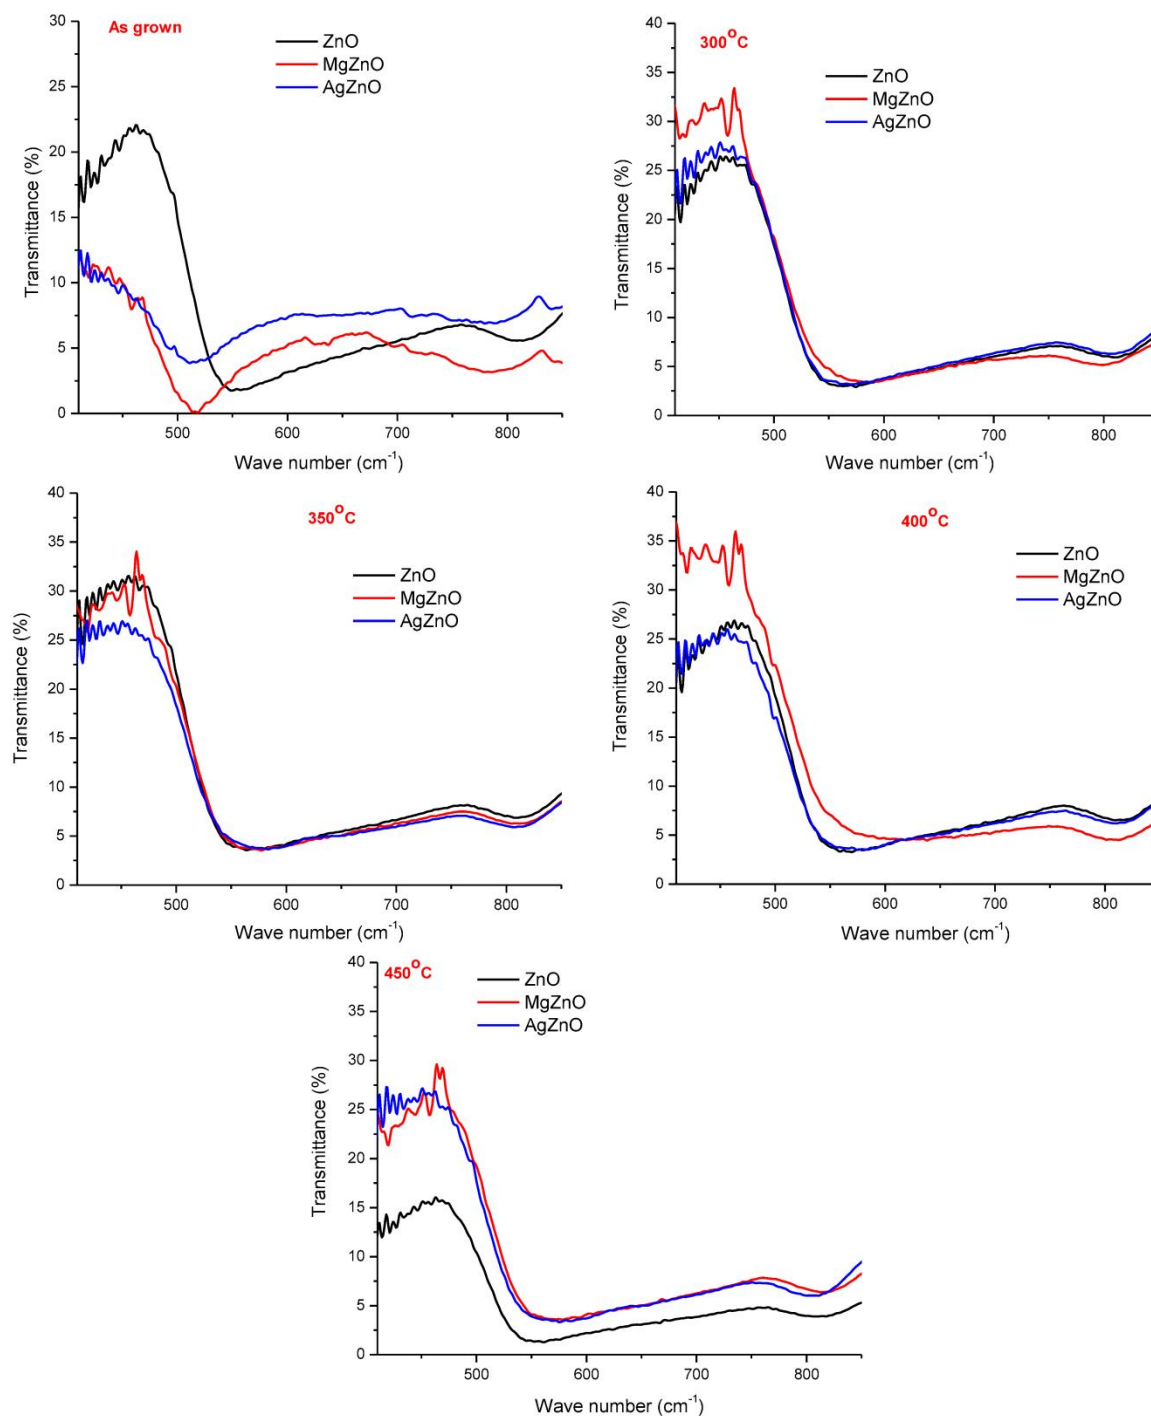 As grown
ZnO
MgZnO
AgZnO
Transmittance (%)
30
25
20
15
10
5
0
500
600
700
800
Wave number (cm⁻¹)
300°C
ZnO
MgZnO
AgZnO
Transmittance (%)
40
35
30
25
20
15
10
5
0
500
600
700
800
Wave number (cm⁻¹)
350°C
ZnO
MgZnO
AgZnO
Transmittance (%)
40
35
30
25
20
15
10
5
0
500
600
700
800
Wave number (cm⁻¹)
400°C
ZnO
MgZnO
AgZnO
Transmittance (%)
40
35
30
25
20
15
10
5
0
500
600
700
800
Wave number (cm⁻¹)
450°C
ZnO
MgZnO
AgZnO
Transmittance (%)
40
35
30
25
20
15
10
5
0
500
600
700
800
Wave number (cm⁻¹)